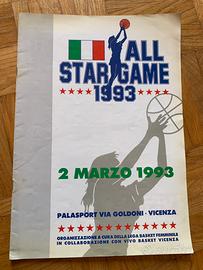 ALL
STAR GAME
1993
2 MARZO 1993
PALASPORT VIA GOLDONI - VICENZA
ORGANIZZAZIONE A CURA DELLA LEGA BASKET FEMMINILE
IN COLLABORAZIONE CON VIVO BASKET VICENZA